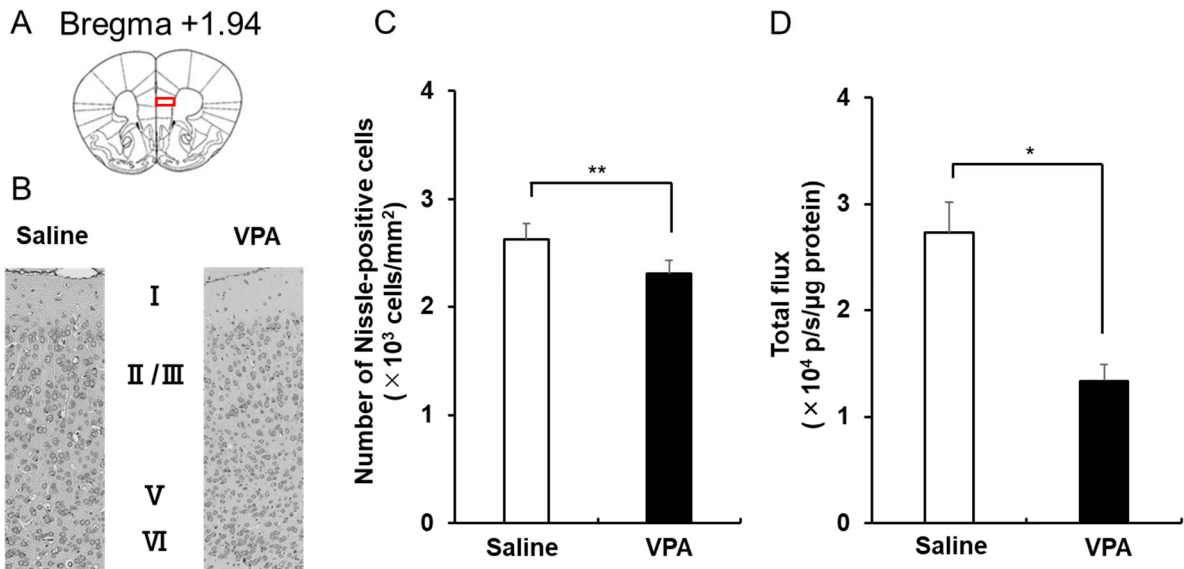 A Bregma +1.94
B
Saline VPA
I
II / III
V
VI
C
Number of Nissle-positive cells
(×10³ cells/mm²)
4
3
2
1
0
**
Saline VPA
D
Total flux
(×10⁴ p/s/µg protein)
4
3
2
1
0
*
Saline VPA